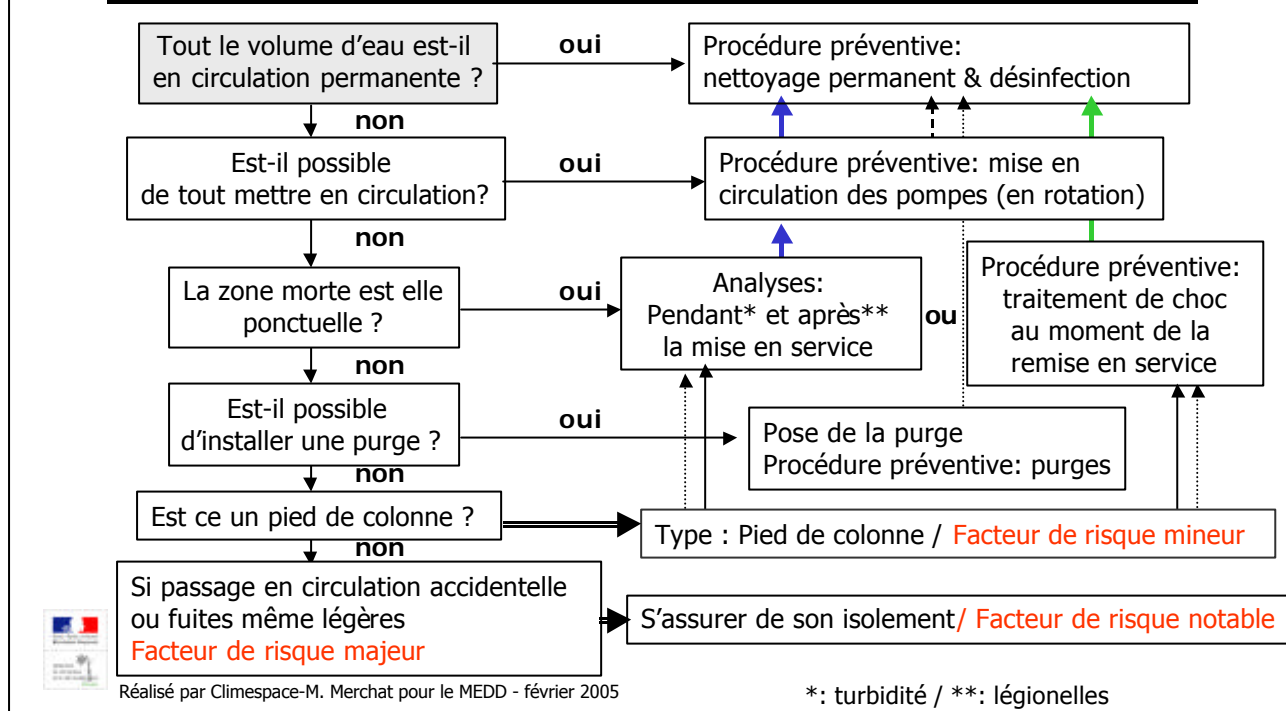 Tout le volume d'eau est-il
en circulation permanente ?
oui
Procédure préventive:
nettoyage permanent & désinfection
non
Est-il possible
de tout mettre en circulation?
oui
Procédure préventive: mise en
circulation des pompes (en rotation)
non
La zone morte est elle
ponctuelle ?
oui
Analyses:
Pendant* et après**
la mise en service
ou
Procédure préventive:
traitement de choc
au moment de la
remise en service
non
Est-il possible
d'installer une purge ?
oui
Pose de la purge
Procédure préventive: purges
non
Est ce un pied de colonne ?
Type : Pied de colonne / Facteur de risque mineur
non
Si passage en circulation accidentelle
ou fuites même légères
Facteur de risque majeur
S'assurer de son isolement/ Facteur de risque notable
Réalisé par Climespace-M. Merchat pour le MEDD - février 2005
*: turbidité / **: légionelles